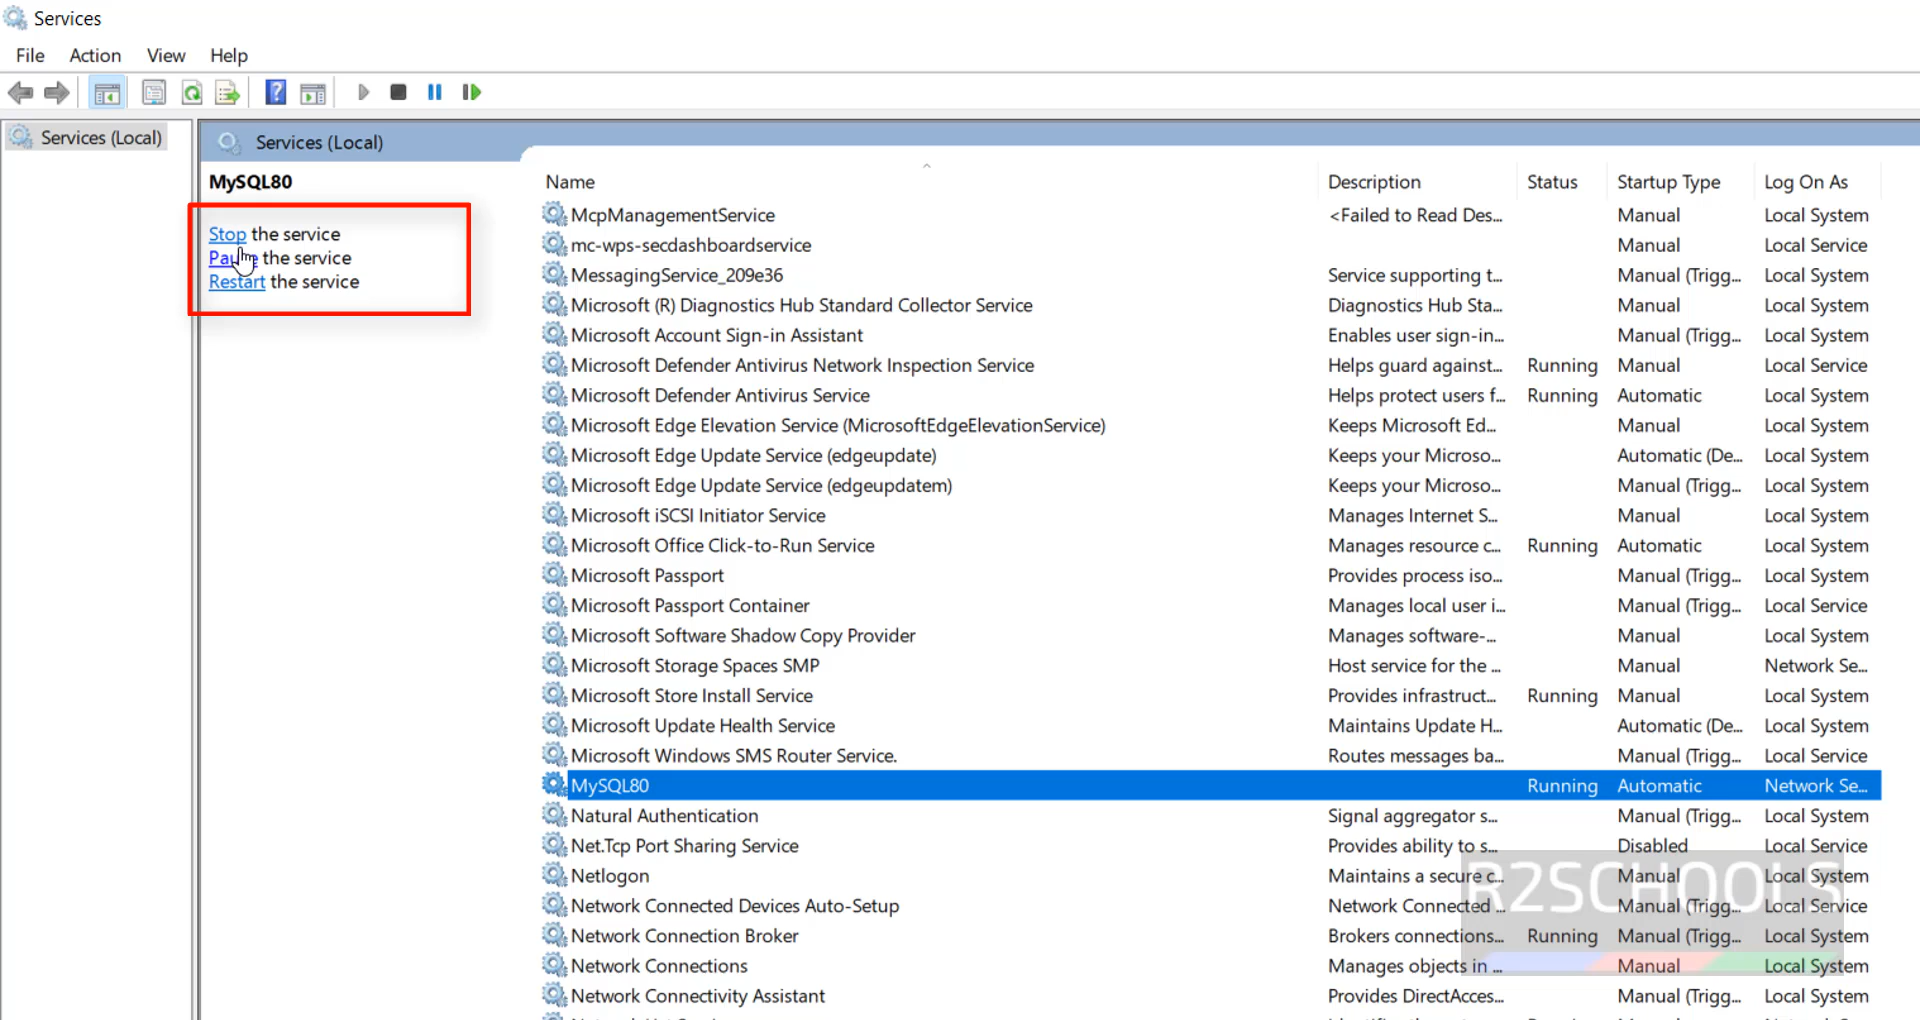 Services
File Action View Help
Services (Local)
Services (Local)
MySQL80
Stop the service
the service
Restart the service
Name Description Status Startup Type Log On As
McpManagementService <Failed to Read Des... Manual Local System
mc-wps-secdashboardservice Manual Local Service
MessagingService_209e36 Service supporting t... Manual (Trigg... Local System
Microsoft (R) Diagnostics Hub Standard Collector Service Diagnostics Hub Sta... Manual Local System
Microsoft Account Sign-in Assistant Enables user sign-in... Manual (Trigg... Local System
Microsoft Defender Antivirus Network Inspection Service Helps guard against... Running Manual Local Service
Microsoft Defender Antivirus Service Helps protect users f... Running Automatic Local System
Microsoft Edge Elevation Service (MicrosoftEdgeElevationService) Keeps Microsoft Ed... Manual Local System
Microsoft Edge Update Service (edgeupdate) Keeps your Microso... Automatic (De... Local System
Microsoft Edge Update Service (edgeupdatem) Keeps your Microso... Manual (Trigg... Local System
Microsoft iSCSI Initiator Service Manages Internet S... Manual Local System
Microsoft Office Click-to-Run Service Manages resource c... Running Automatic Local System
Microsoft Passport Provides process iso... Manual (Trigg... Local System
Microsoft Passport Container Manages local user i... Manual (Trigg... Local Service
Microsoft Software Shadow Copy Provider Manages software-... Manual Local System
Microsoft Storage Spaces SMP Host service for the ... Manual Network Se...
Microsoft Store Install Service Provides infrastruct... Running Manual Local System
Microsoft Update Health Service Maintains Update H... Automatic (De... Local System
Microsoft Windows SMS Router Service. Routes messages ba... Manual (Trigg... Local Service
MySQL80 Running Automatic Network Se...
Natural Authentication Signal aggregator s... Manual (Trigg... Local System
Net.Tcp Port Sharing Service Provides ability to s... Disabled Local Service
Netlogon Maintains a secure c... Manual Local System
R2SCHOOLS
Network Connected Devices Auto-Setup Network Connected ... Manual (Trigg... Local Service
Network Connection Broker Brokers connections... Running Manual (Trigg... Local System
Network Connections Manages objects in ... Manual Local System
Network Connectivity Assistant Provides DirectAcces... Manual (Trigg... Local System